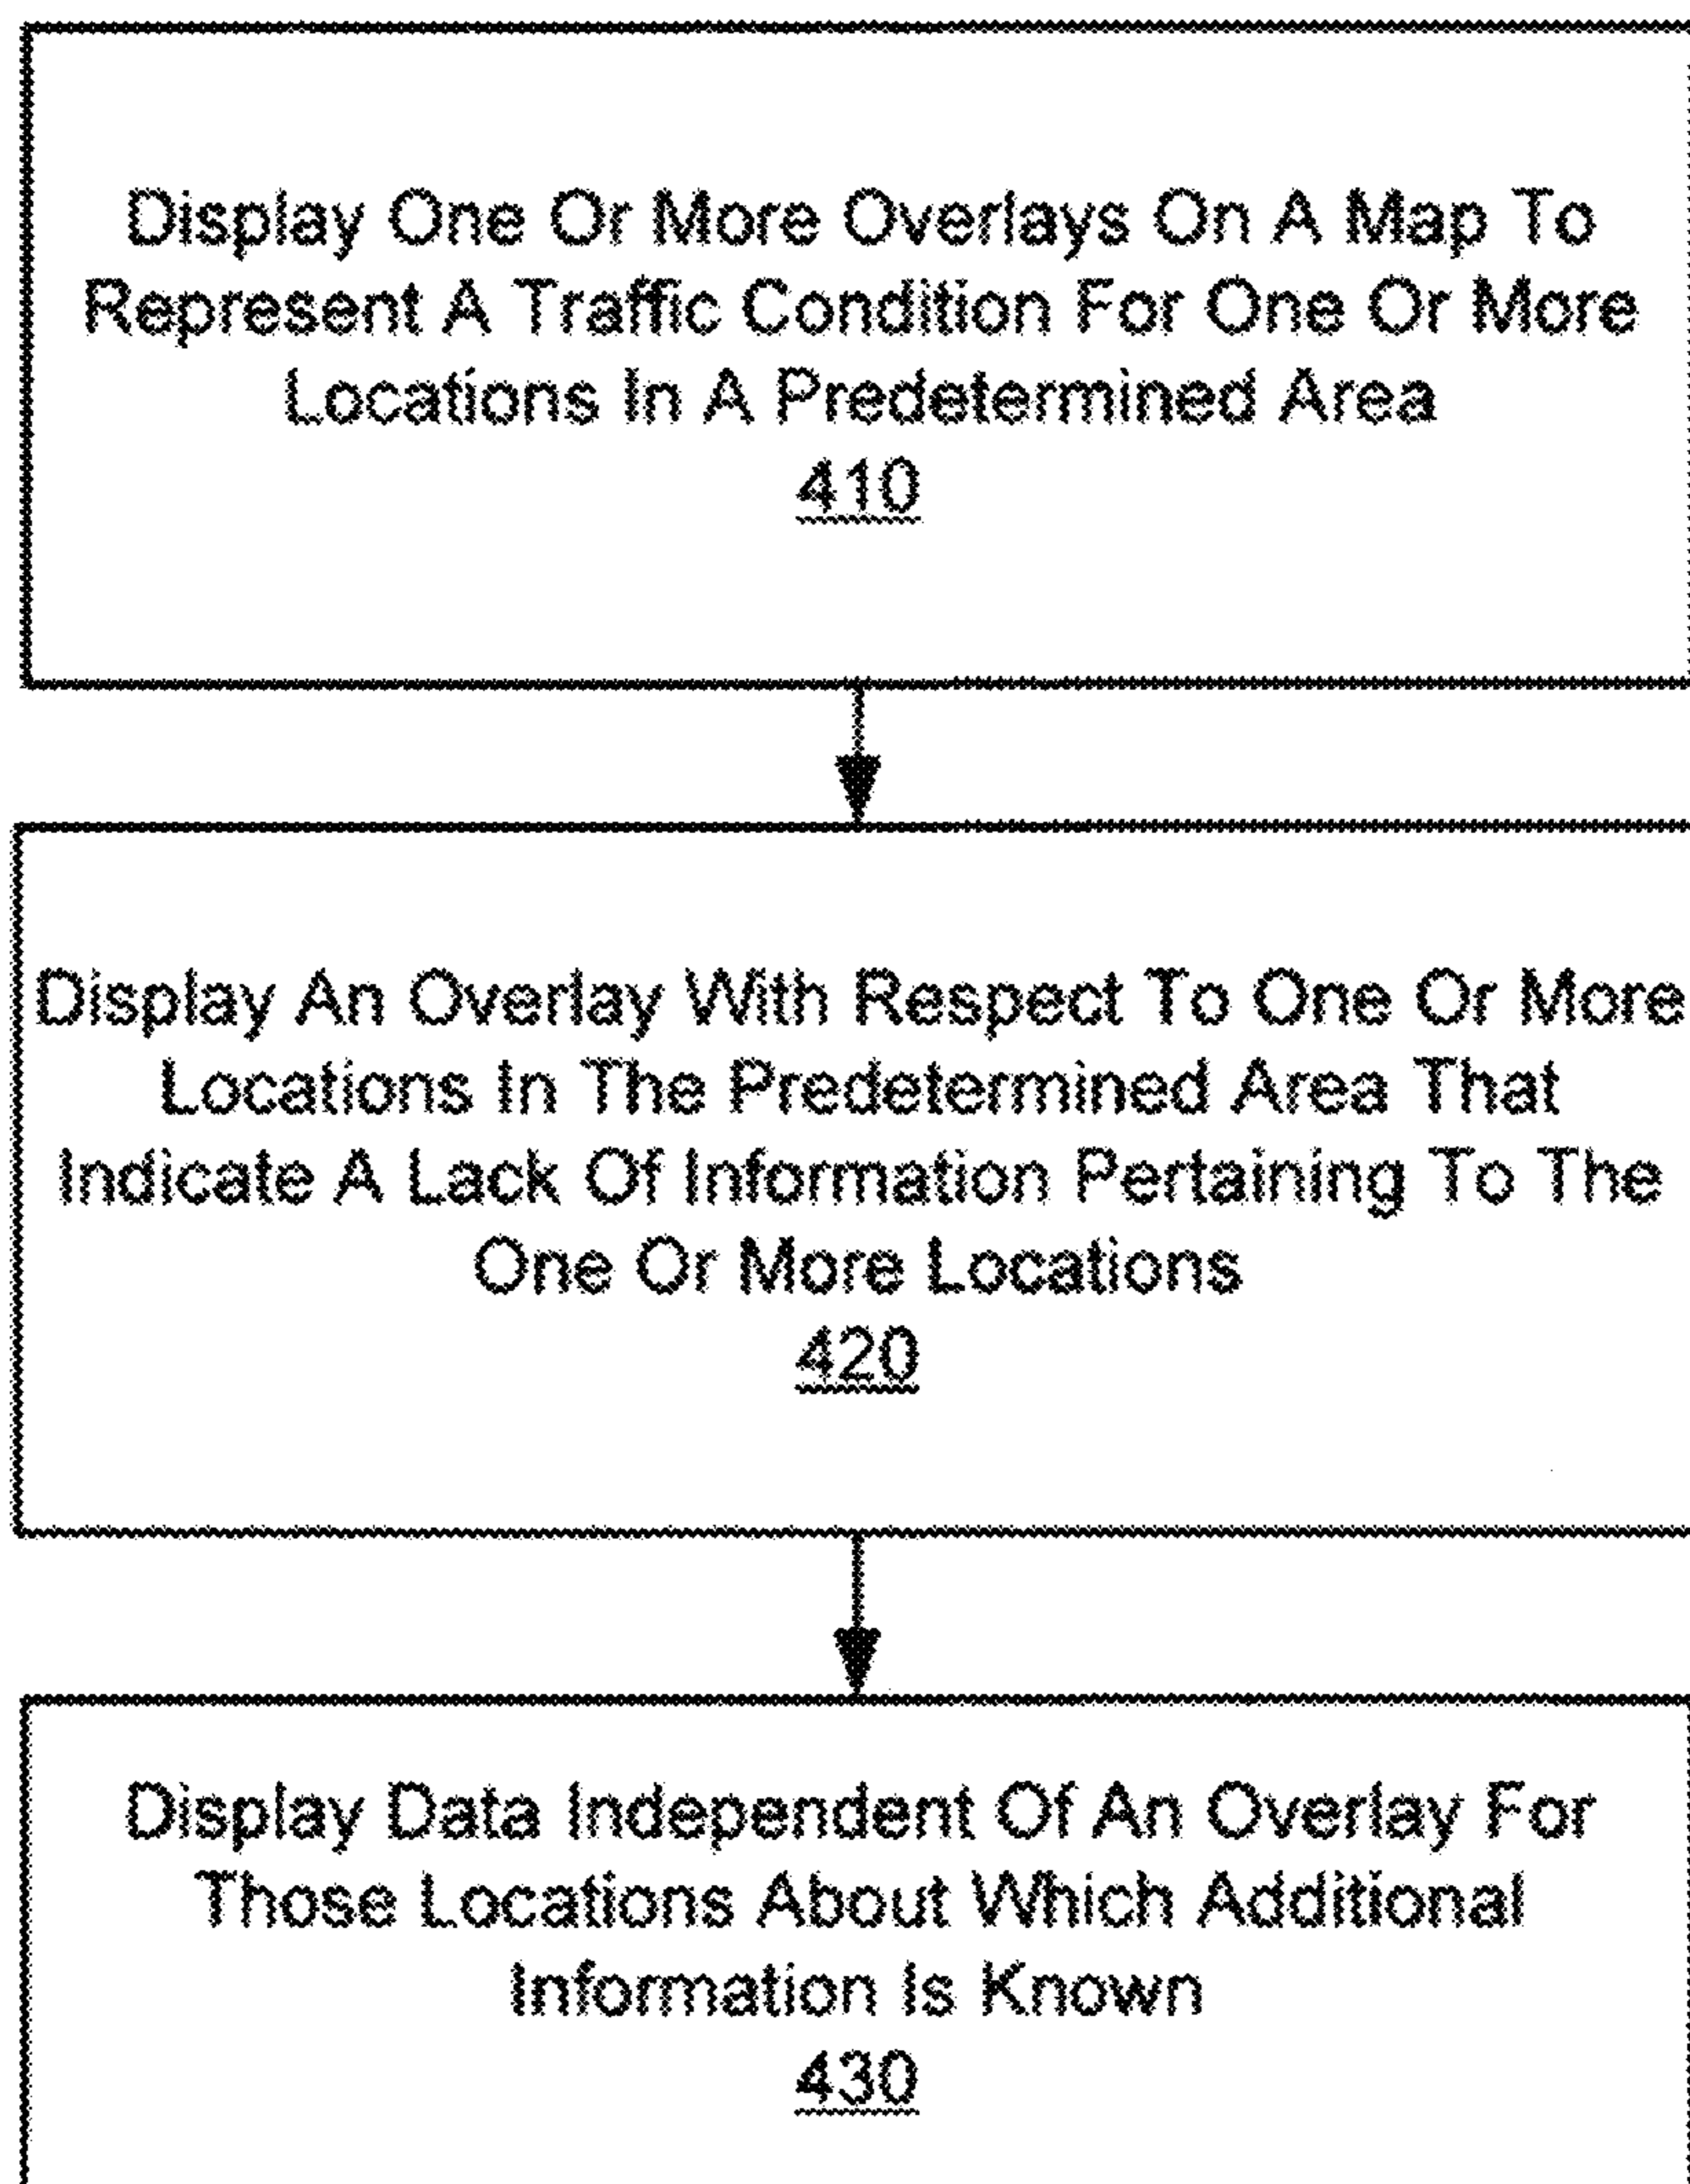 Display One Or More Overlays On A Map To
Represent A Traffic Condition For One Or More
Locations In A Predetermined Area
410
Display An Overlay With Respect To One Or More
Locations In The Predetermined Area That
Indicate A Lack Of Information Pertaining To The
One Or More Locations
420
Display Data Independent Of An Overlay For
Those Locations About Which Additional
Information Is Known
430